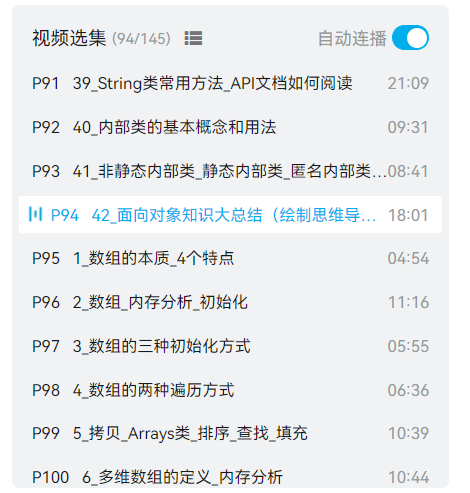 视频选集 (94/145) 自动连播
P91 39_String类常用方法_API文档如何阅读 21:09
P92 40_内部类的基本概念和用法 09:31
P93 41_非静态内部类_静态内部类_匿名内部类... 08:41
P94 42_面向对象知识大总结（绘制思维导... 18:01
P95 1_数组的本质_4个特点 04:54
P96 2_数组_内存分析_初始化 11:16
P97 3_数组的三种初始化方式 05:55
P98 4_数组的两种遍历方式 06:36
P99 5_拷贝_Arrays类_排序_查找_填充 10:39
P100 6_多维数组的定义_内存分析 10:44